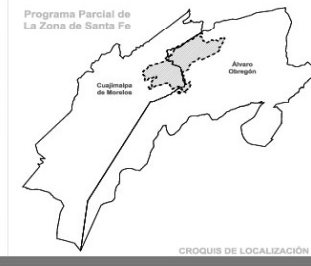 Programa Parcial de
La Zona de Santa Fe
Cuajimalpa
de Morelos
Álvaro
Obregón
CROQUIS DE LOCALIZACIÓN